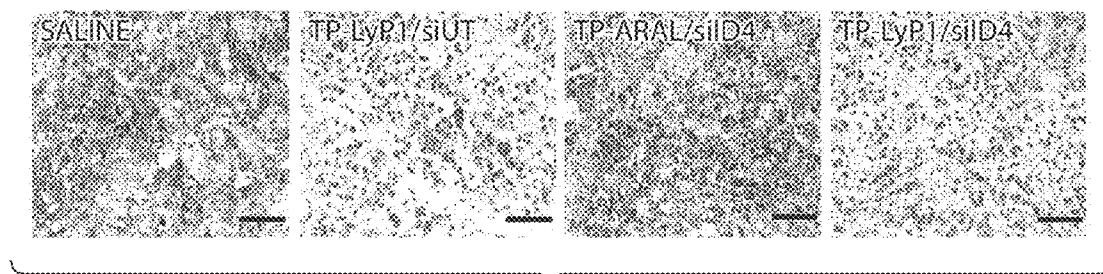 SALINE
TP-LyP1/siUT
TP-ARAL/siID4
TP-LyP1/siID4